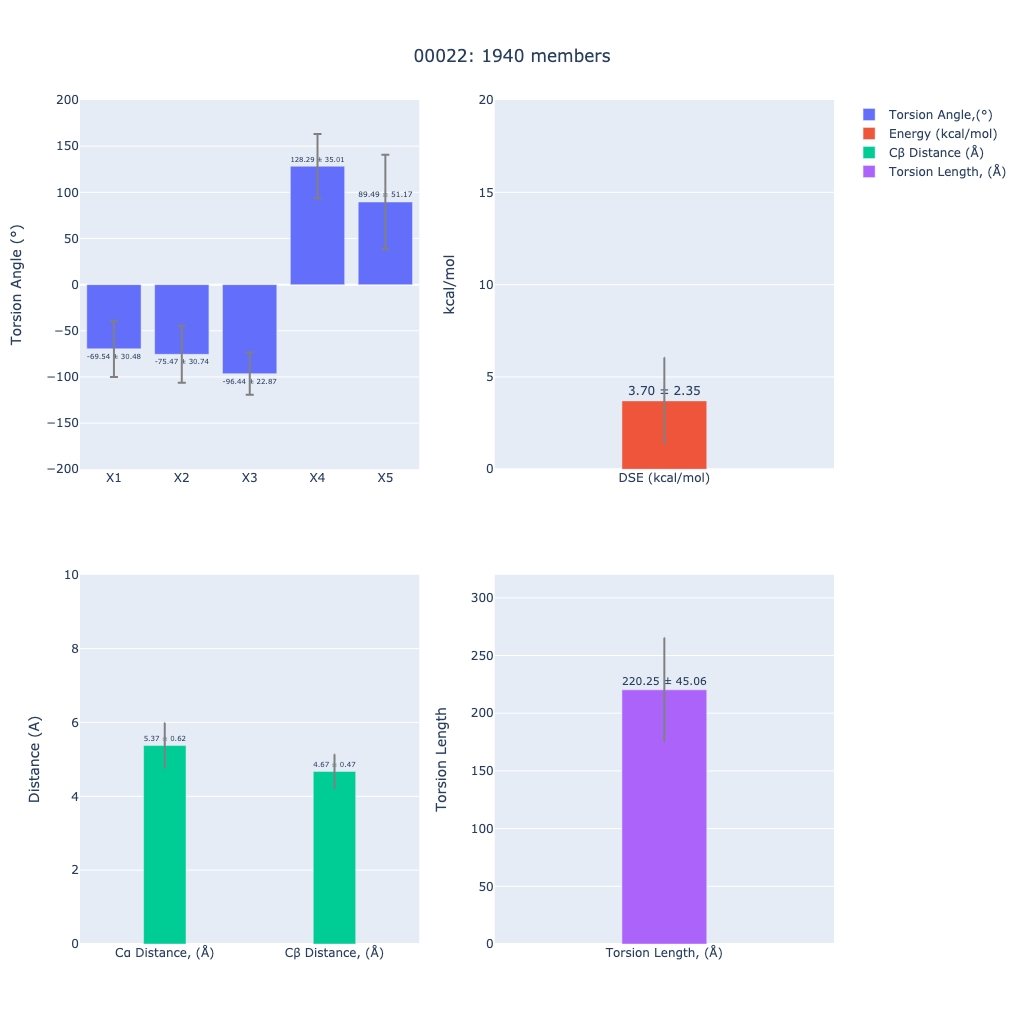 00022: 1940 members
Torsion Angle,(°)
Energy (kcal/mol)
Cβ Distance (Å)
Torsion Length, (Å)
Torsion Angle (°)
200
150
100
50
0
−50
−100
−150
−200
-69.54 ± 30.48
-75.47 ± 30.74
-96.44 ± 22.87
128.29 ± 35.01
89.49 ± 51.17
X1 X2 X3 X4 X5
kcal/mol
20
15
10
5
0
3.70 ± 2.35
DSE (kcal/mol)
Distance (A)
10
8
6
4
2
0
5.37 ± 0.62
4.67 ± 0.47
Cα Distance, (Å) Cβ Distance, (Å)
Torsion Length
300
250
200
150
100
50
0
220.25 ± 45.06
Torsion Length, (Å)